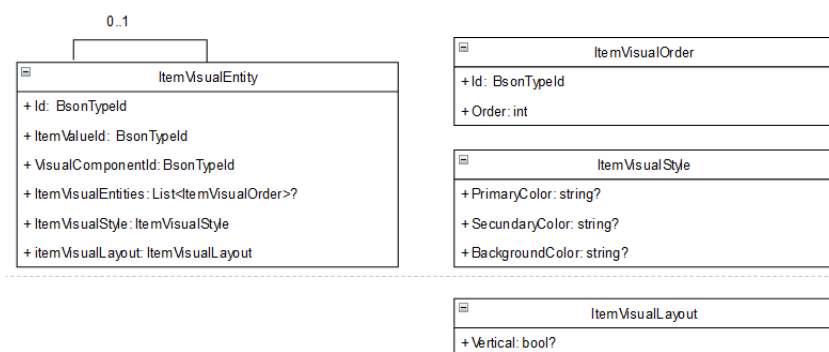 0..1
ItemVisualEntity
+ Id: BsonTypeId
+ ItemValueId: BsonTypeId
+ VisualComponentId: BsonTypeId
+ ItemVisualEntities: List<ItemVisualOrder>?
+ ItemVisualStyle: ItemVisualStyle
+ itemVisualLayout: ItemVisualLayout
ItemVisualOrder
+ Id: BsonTypeId
+ Order: int
ItemVisualStyle
+ PrimaryColor: string?
+ SecundaryColor: string?
+ BackgroundColor: string?
ItemVisualLayout
+ Vertical: bool?